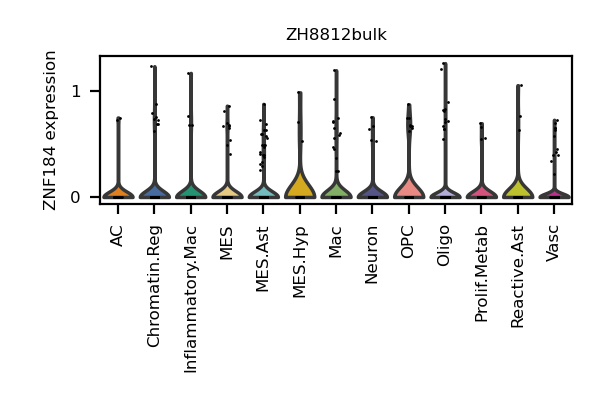 ZH8812bulk
ZNF184 expression
1
0
AC
Chromatin.Reg
Inflammatory.Mac
MES
MES.Ast
MES.Hyp
Mac
Neuron
OPC
Oligo
Prolif.Metab
Reactive.Ast
Vasc